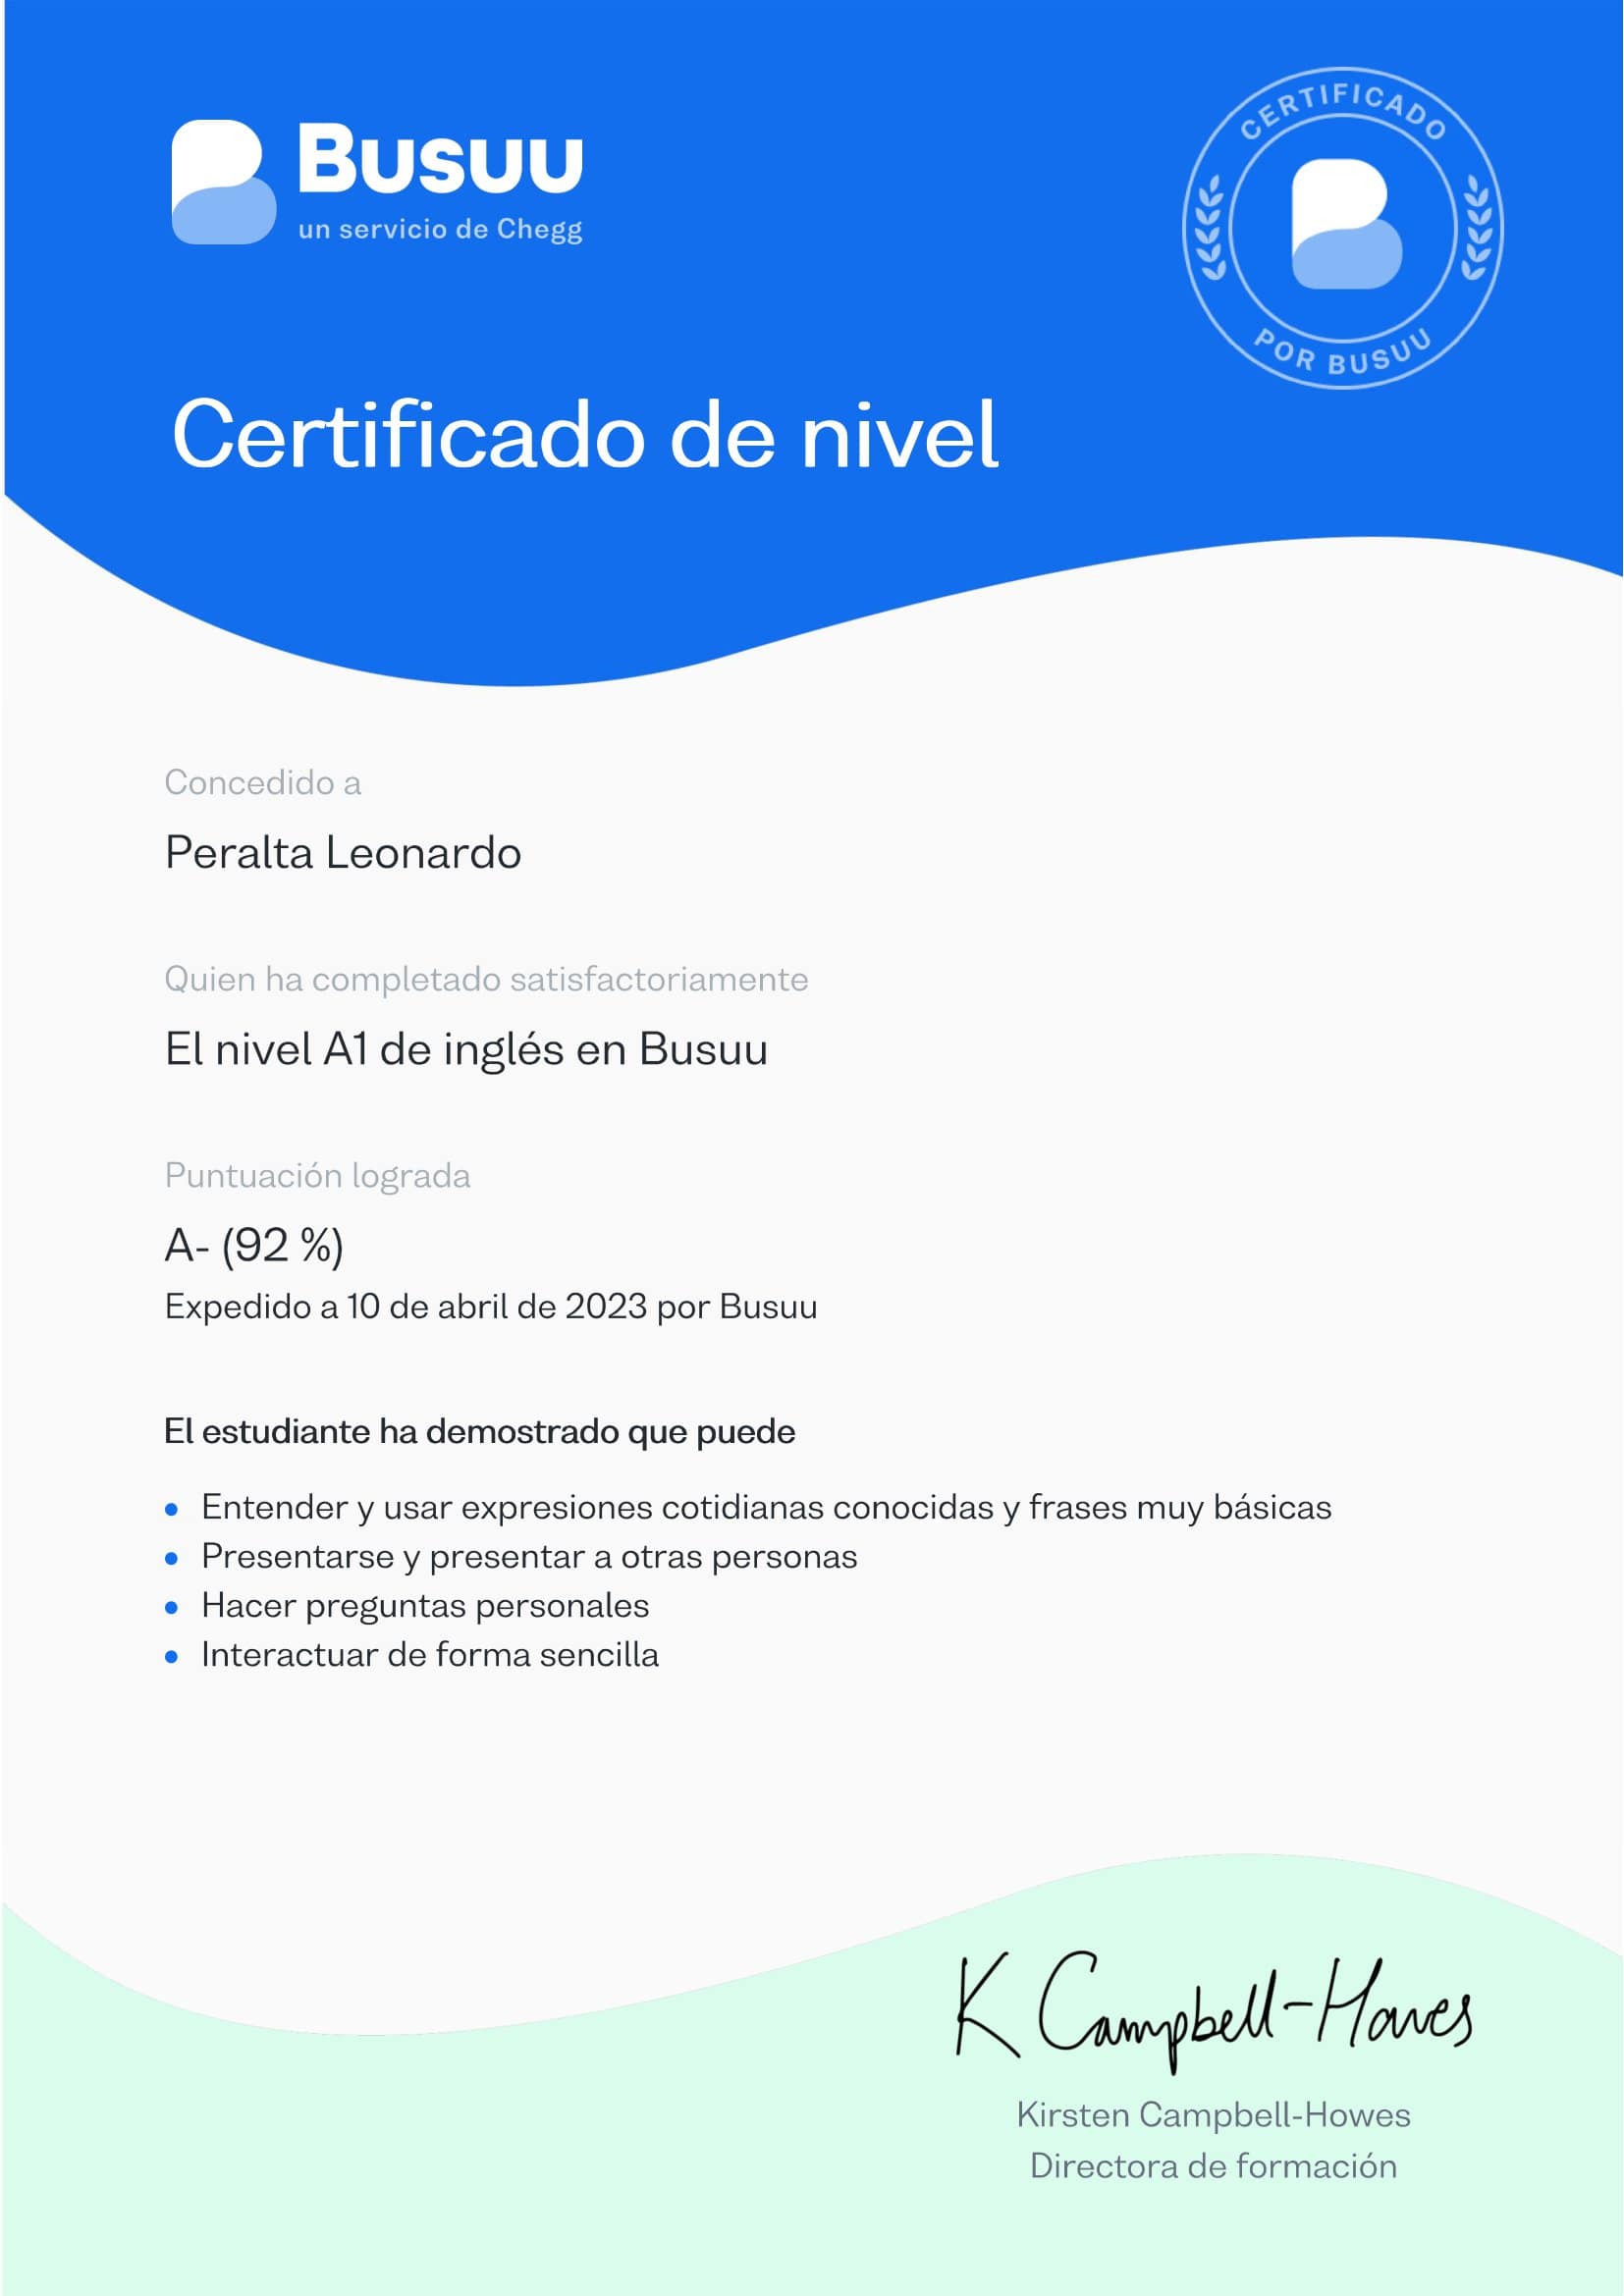 Busuu
un servicio de Chegg
CERTIFICADO
POR BUSUU
Certificado de nivel
Concedido a
Peralta Leonardo
Quien ha completado satisfactoriamente
El nivel A1 de inglés en Busuu
Puntuación lograda
A- (92 %)
Expedido a 10 de abril de 2023 por Busuu
El estudiante ha demostrado que puede
Entender y usar expresiones cotidianas conocidas y frases muy básicas
Presentarse y presentar a otras personas
Hacer preguntas personales
Interactuar de forma sencilla
K Campbell-Howes
Kirsten Campbell-Howes
Directora de formación